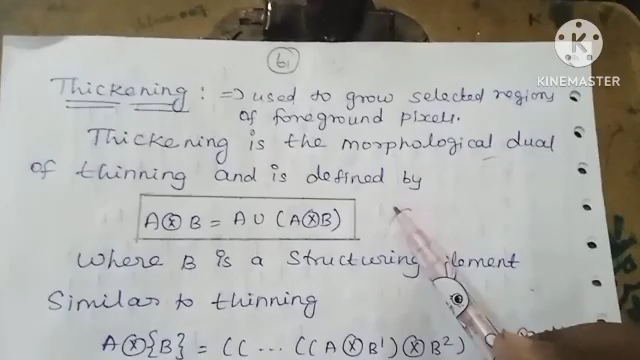 6
K
KINEMASTER
Thickening : => used to grow selected regions
of foreground pixels.
Thickening is the morphological dual
of thinning and is defined by
A ⊗ B = A ∪ (A ⊗ B)
Where B is a structuring element
Similar to thinning
A ⊗ {B} = ((... ((A ⊗ B¹) ⊗ B²)